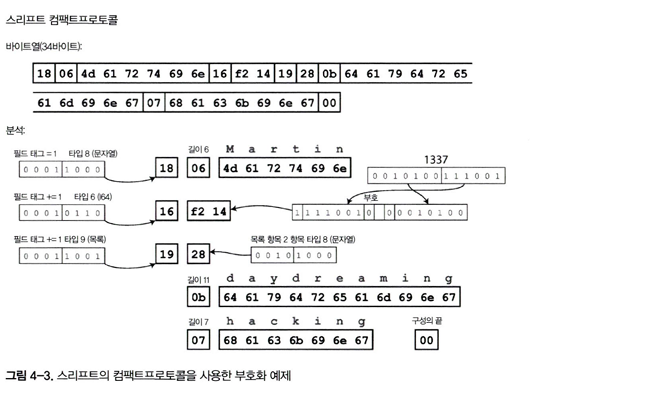 스리프트 컴팩트프로토콜
바이트열(34바이트):
18 06 4d 61 72 74 69 6e 16 f2 14 19 28 0b 64 61 79 64 72 65
61 6d 69 6e 67 07 68 61 63 6b 69 6e 67 00
분석:
필드 태그 = 1 타입 8 (문자열)
0 0 0 1 1 0 0 0
18
길이 6
06
M a r t i n
4d 61 72 74 69 6e
1337
0 0 1 0 1 0 0 1 1 1 0 0 1
필드 태그 += 1 타입 6 (i64)
0 0 0 1 0 1 1 0
16
f2 14
부호
1 1 1 1 0 0 1 0 0 0 0 1 0 1 0 0
필드 태그 += 1 타입 9 (목록)
0 0 0 1 1 0 0 1
19
28
목록 항목 2 항목 타입 8 (문자열)
0 0 1 0 1 0 0 0
길이 11
0b
d a y d r e a m i n g
64 61 79 64 72 65 61 6d 69 6e 67
길이 7
07
h a c k i n g
68 61 63 6b 69 6e 67
구성의 끝
00
그림 4-3. 스리프트의 컴팩트프로토콜을 사용한 부호화 예제